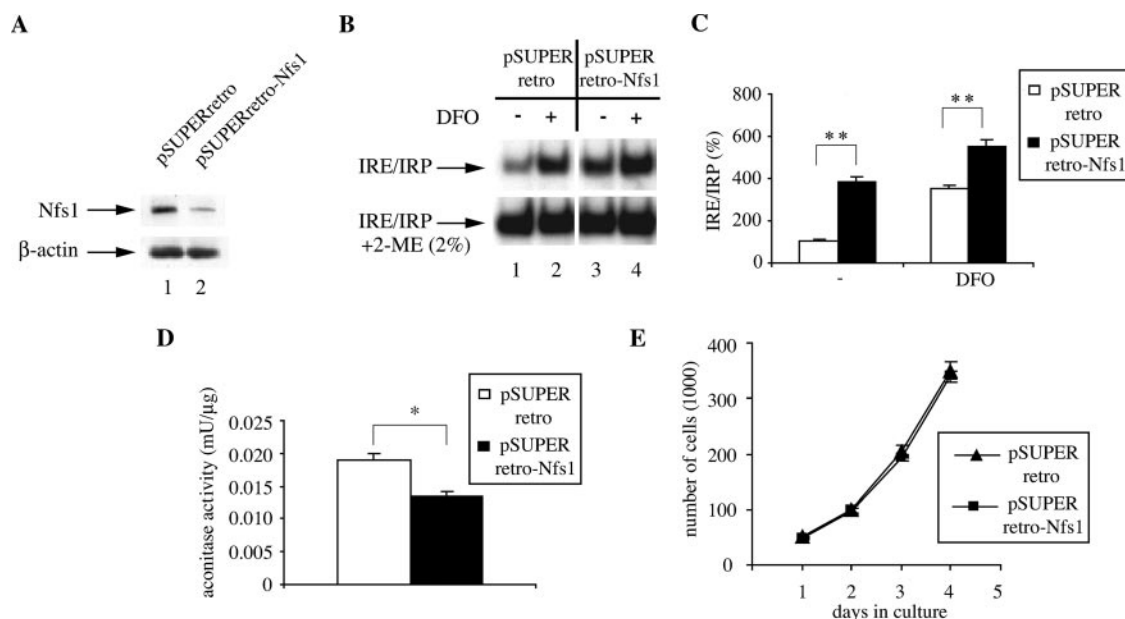 A
pSUPERretro
pSUPERretro-Nfs1
Nfs1
β-actin
1 2
B
pSUPER retro
pSUPER retro-Nfs1
DFO - + - +
IRE/IRP
IRE/IRP
+2-ME (2%)
1 2 3 4
C
IRE/IRP (%)
800
600
400
200
0
**
**
-
DFO
pSUPER
retro
pSUPER
retro-Nfs1
D
aconitase activity (mU/µg)
0.025
0.020
0.015
0.010
0.005
0
*
pSUPER
retro
pSUPER
retro-Nfs1
E
number of cells (1000)
400
300
200
100
0
1 2 3 4 5
days in culture
pSUPER
retro
pSUPER
retro-Nfs1